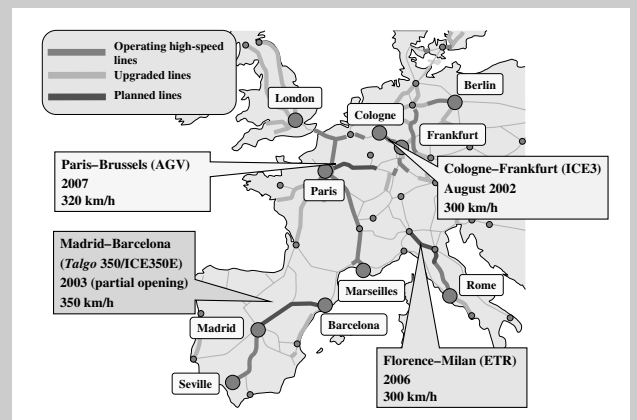 Operating high-speed
lines
Upgraded lines
Planned lines
London
Berlin
Cologne
Frankfurt
Paris–Brussels (AGV)
2007
320 km/h
Cologne–Frankfurt (ICE3)
August 2002
300 km/h
Paris
Madrid–Barcelona
(Talgo 350/ICE350E)
2003 (partial opening)
350 km/h
Marseilles
Rome
Madrid
Barcelona
Florence–Milan (ETR)
2006
300 km/h
Seville